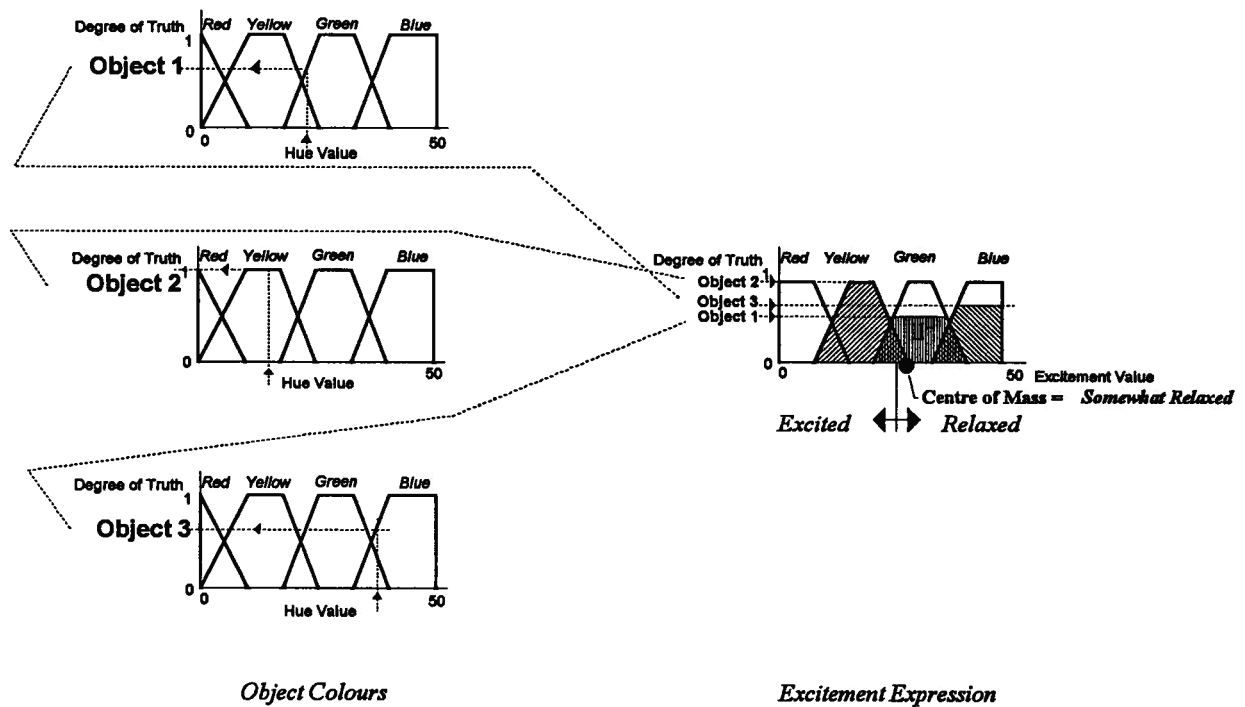 Degree of Truth Red Yellow Green Blue
1
Object 1
0
0 50
Hue Value
Degree of Truth Red Yellow Green Blue
1
Object 2
0
0 50
Hue Value
Degree of Truth Red Yellow Green Blue
1
Object 3
0
0 50
Hue Value
Degree of Truth Red Yellow Green Blue
1
Object 2
Object 3
Object 1
0
0 50 Excitement Value
Centre of Mass = Somewhat Relaxed
Excited Relaxed
Object Colours Excitement Expression